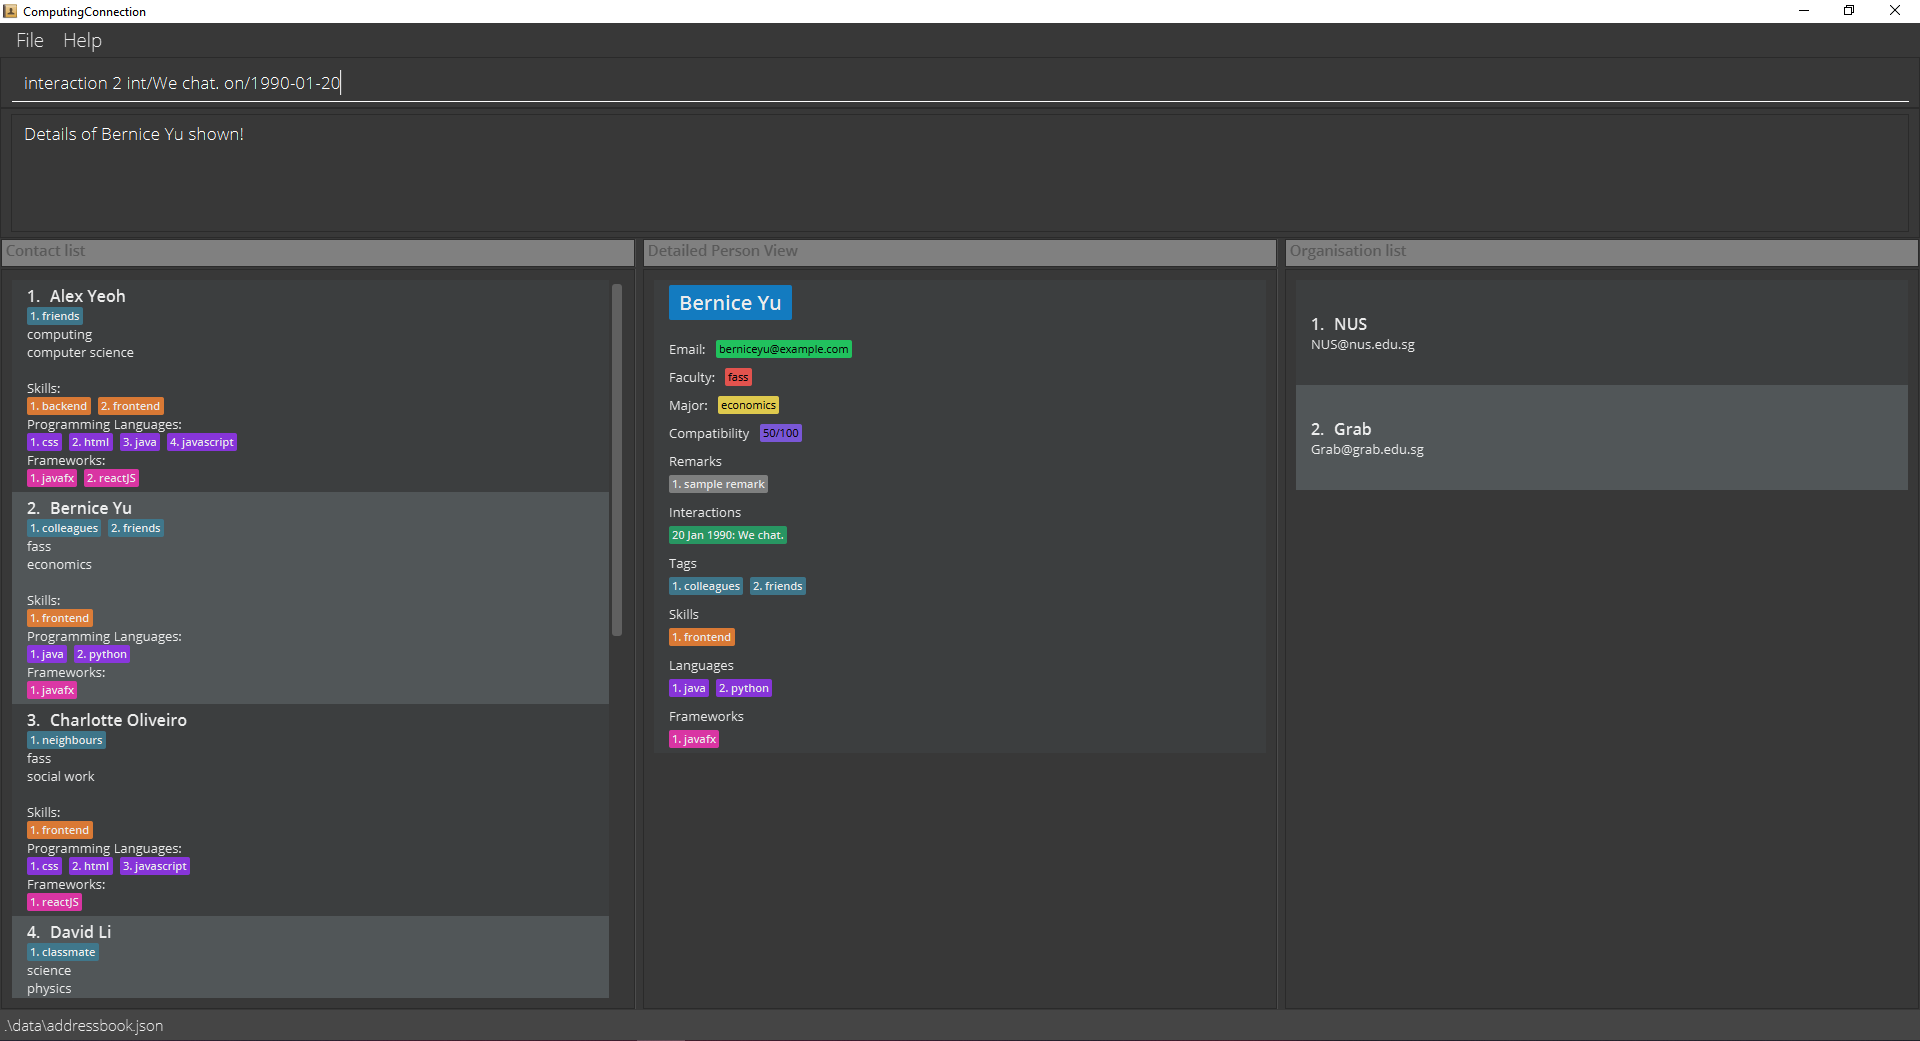 ComputingConnection
File Help
interaction 2 int/We chat. on/1990-01-20
Details of Bernice Yu shown!
Contact list
1. Alex Yeoh
1. friends
computing
computer science
Skills:
1. backend 2. frontend
Programming Languages:
1. css 2. html 3. java 4. javascript
Frameworks:
1. javafx 2. reactJS
2. Bernice Yu
1. colleagues 2. friends
fass
economics
Skills:
1. frontend
Programming Languages:
1. java 2. python
Frameworks:
1. javafx
3. Charlotte Oliveiro
1. neighbours
fass
social work
Skills:
1. frontend
Programming Languages:
1. css 2. html 3. javascript
Frameworks:
1. reactJS
4. David Li
1. classmate
science
physics
Detailed Person View
Bernice Yu
Email: berniceyu@example.com
Faculty: fass
Major: economics
Compatibility 50/100
Remarks
1. sample remark
Interactions
20 Jan 1990: We chat.
Tags
1. colleagues 2. friends
Skills
1. frontend
Languages
1. java 2. python
Frameworks
1. javafx
Organisation list
1. NUS
NUS@nus.edu.sg
2. Grab
Grab@grab.edu.sg
.\data\addressbook.json